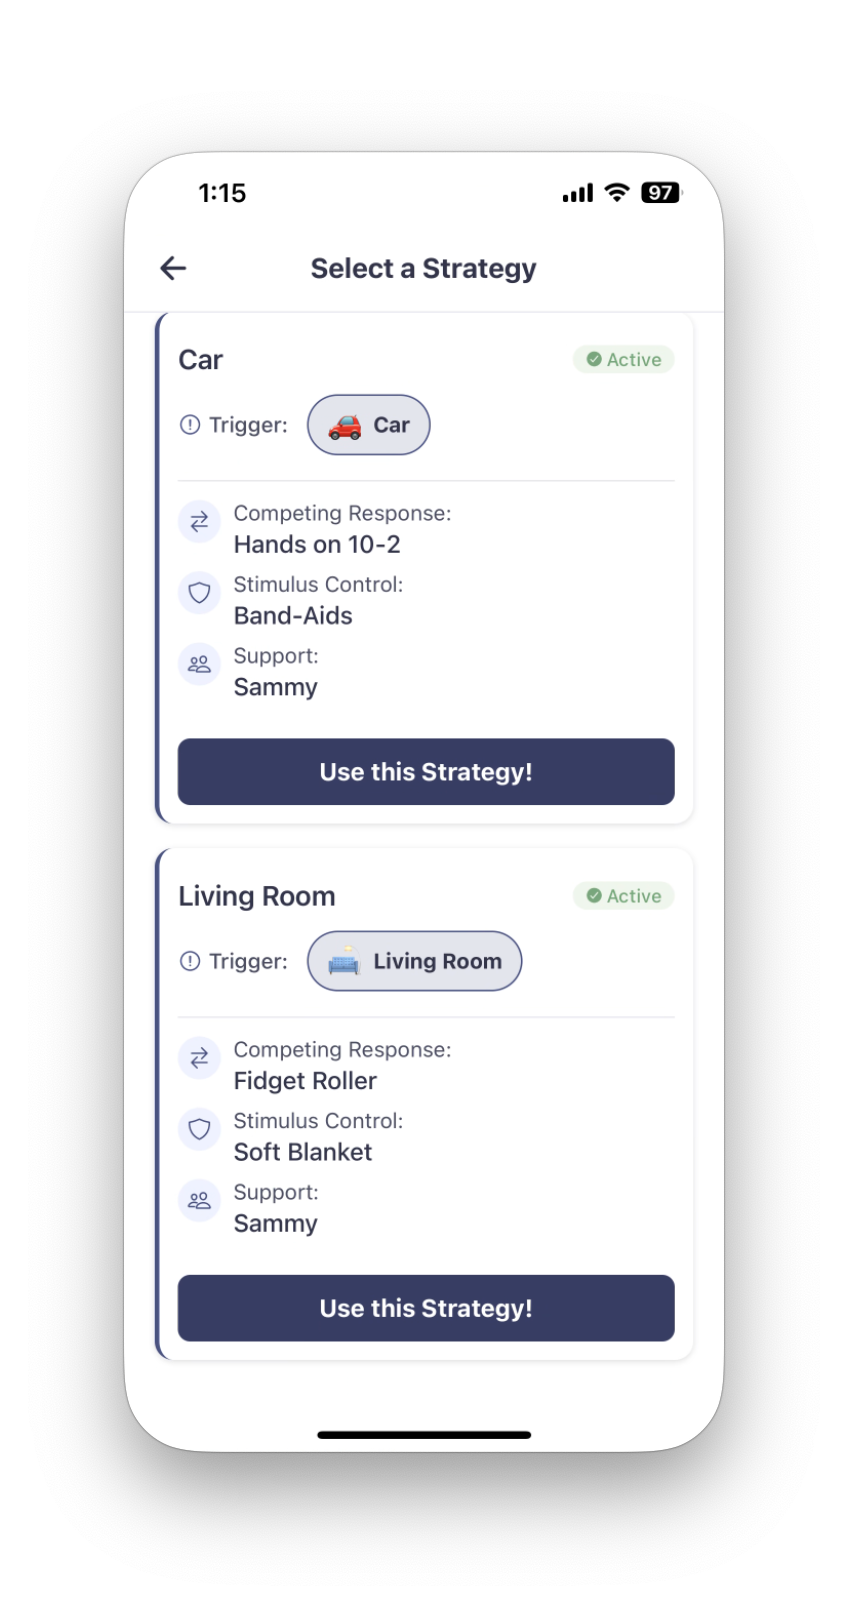 1:15
97
Select a Strategy
Car
Active
Trigger:
Car
Competing Response:
Hands on 10-2
Stimulus Control:
Band-Aids
Support:
Sammy
Use this Strategy!
Living Room
Active
Trigger:
Living Room
Competing Response:
Fidget Roller
Stimulus Control:
Soft Blanket
Support:
Sammy
Use this Strategy!